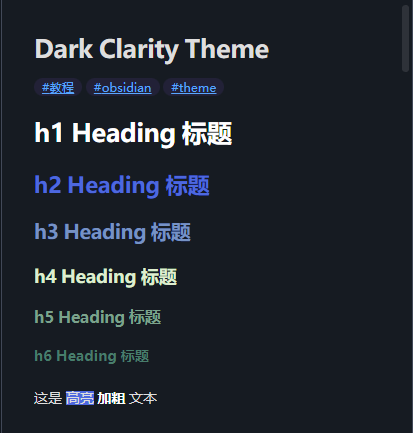 Dark Clarity Theme
#教程 #obsidian #theme
h1 Heading 标题
h2 Heading 标题
h3 Heading 标题
h4 Heading 标题
h5 Heading 标题
h6 Heading 标题
这是 高亮 加粗 文本